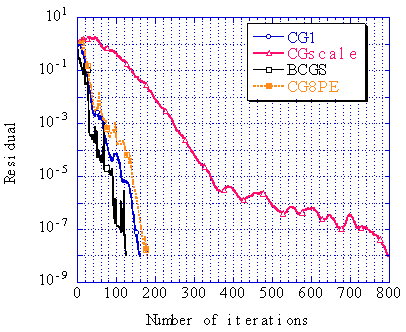 10^1
10^-1
10^-3
10^-5
10^-7
10^-9
Residual
CG1
CGscale
BCGS
CG8PE
0 100 200 300 400 500 600 700 800
Number of iterations